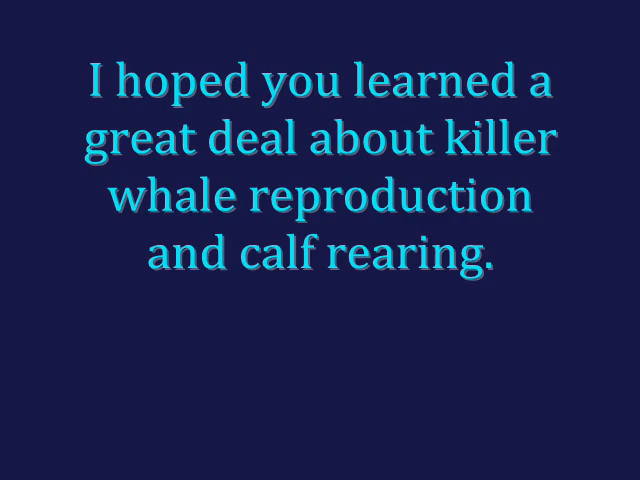 I hoped you learned a
great deal about killer
whale reproduction
and calf rearing.